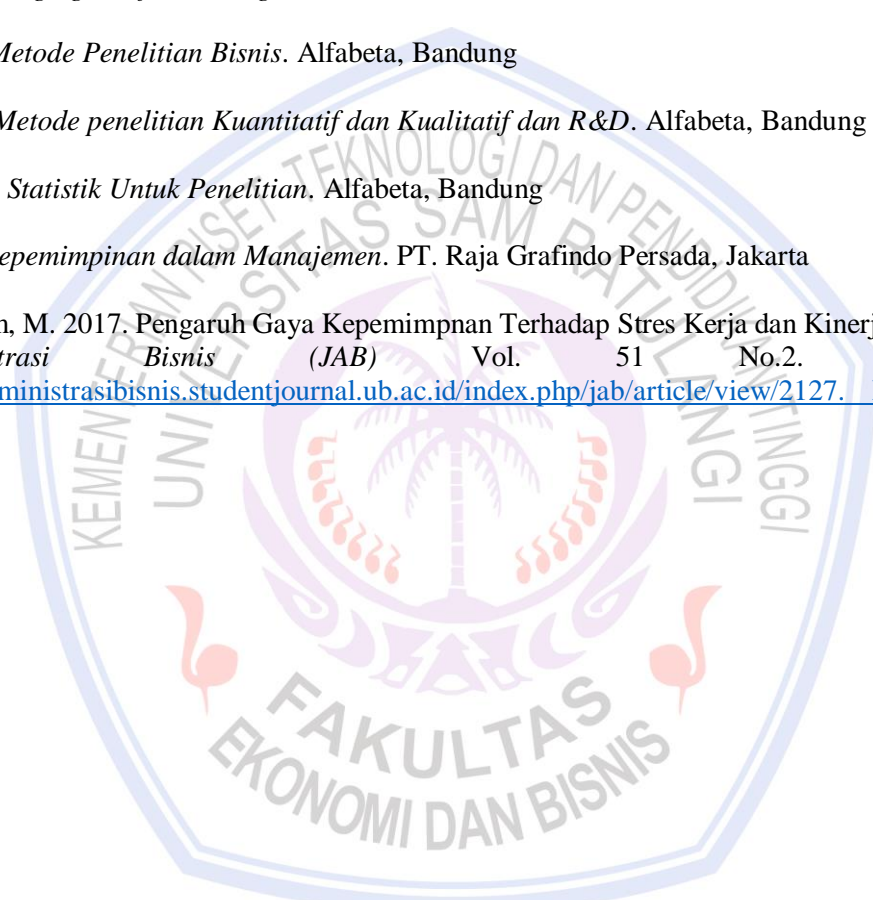 Metode Penelitian Bisnis. Alfabeta, Bandung
Metode penelitian Kuantitatif dan Kualitatif dan R&D. Alfabeta, Bandung
Statistik Untuk Penelitian. Alfabeta, Bandung
epemimpinan dalam Manajemen. PT. Raja Grafindo Persada, Jakarta
n, M. 2017. Pengaruh Gaya Kepemimpnan Terhadap Stres Kerja dan Kinerj
trasi Bisnis (JAB) Vol. 51 No.2.
ministrasibisnis.studentjournal.ub.ac.id/index.php/jab/article/view/2127.
KEMENTERIAN RISET TEKNOLOGI DAN PENDIDIKAN TINGGI
UNIVERSITAS SAM RATULANGI
FAKULTAS
EKONOMI DAN BISNIS